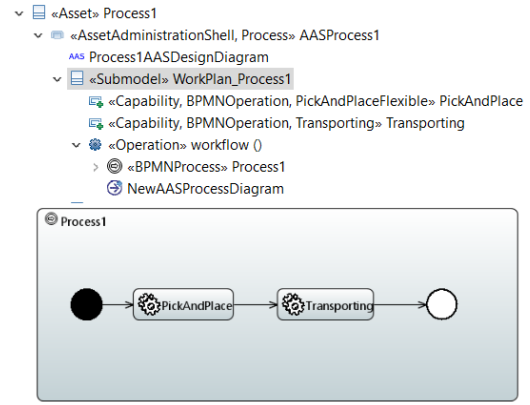 «Asset» Process1
«AssetAdministrationShell, Process» AASProcess1
AAS Process1AASDesignDiagram
«Submodel» WorkPlan_Process1
«Capability, BPMNOperation, PickAndPlaceFlexible» PickAndPlace
«Capability, BPMNOperation, Transporting» Transporting
«Operation» workflow ()
«BPMNProcess» Process1
NewAASProcessDiagram
Process1
PickAndPlace Transporting